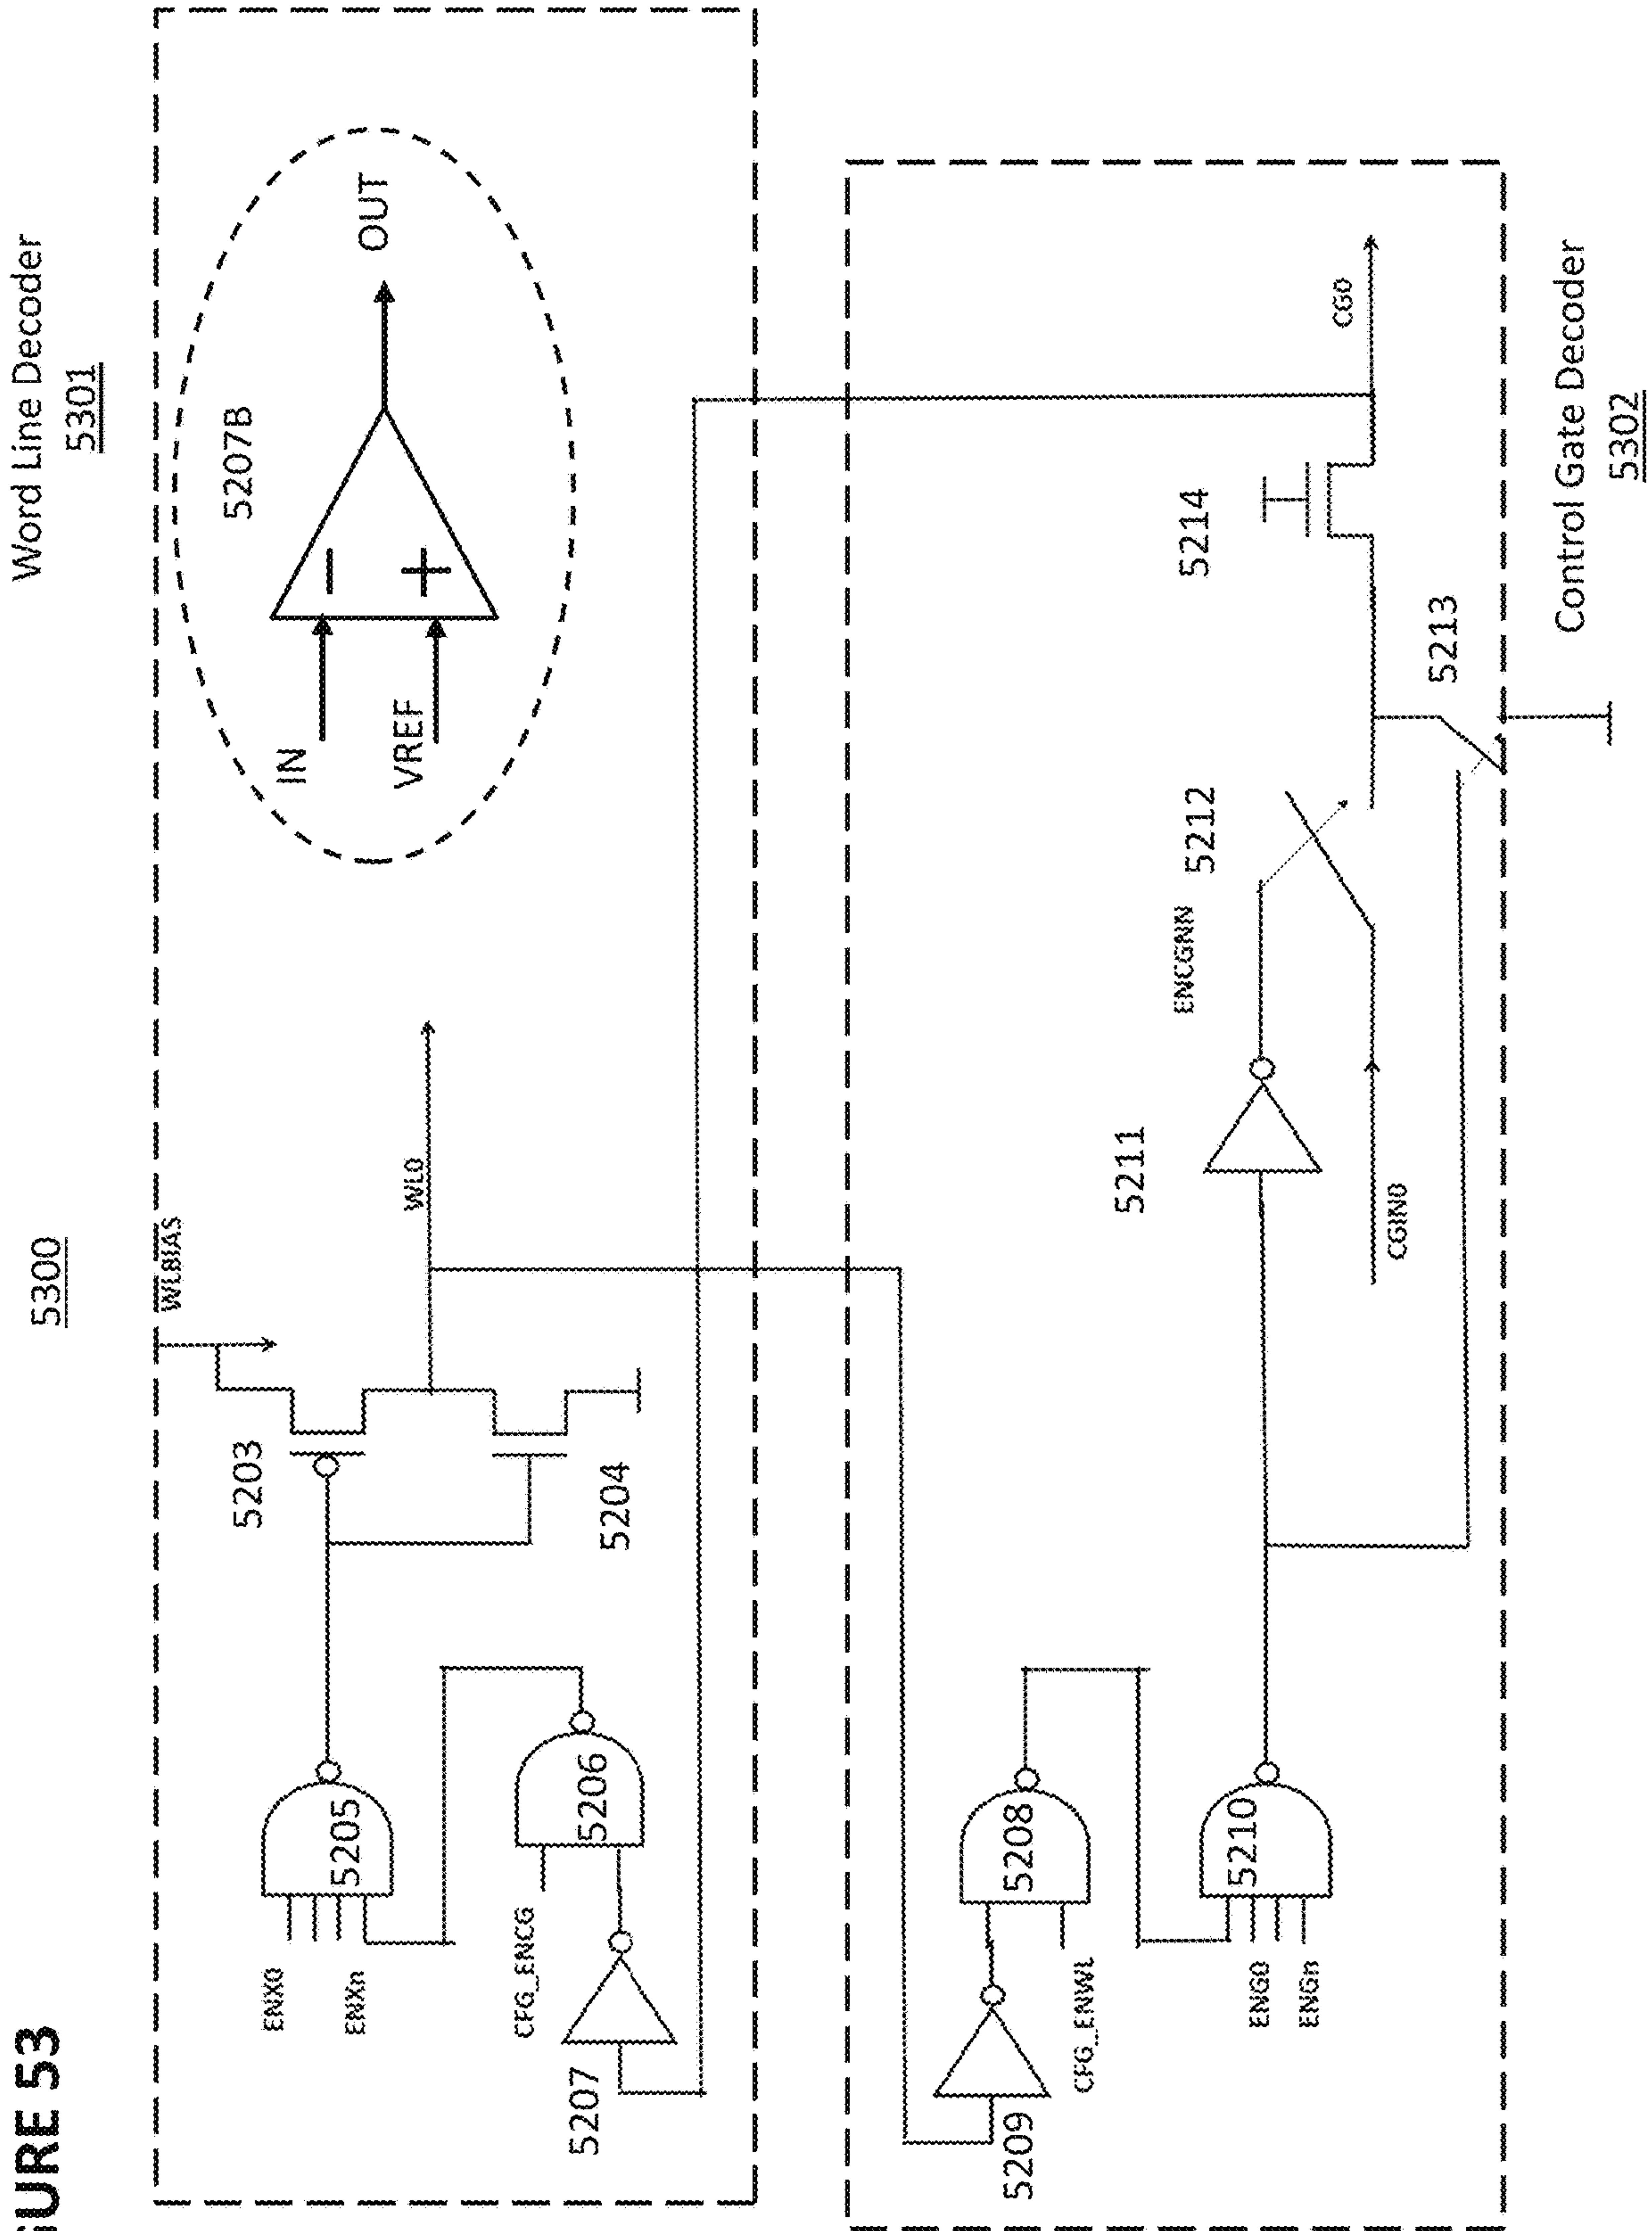 GURE 53
5300
Word Line Decoder
5301
WLBIAS
5203
5204
WL0
5207B
IN
VREF
OUT
ENX0
ENXn
5205
CFG_ENCG
5206
5207
5209
5208
CFG_ENWL
5210
ENG0
ENGn
5211
ENCGNN
5212
CGIN0
5213
5214
CG0
Control Gate Decoder
5302